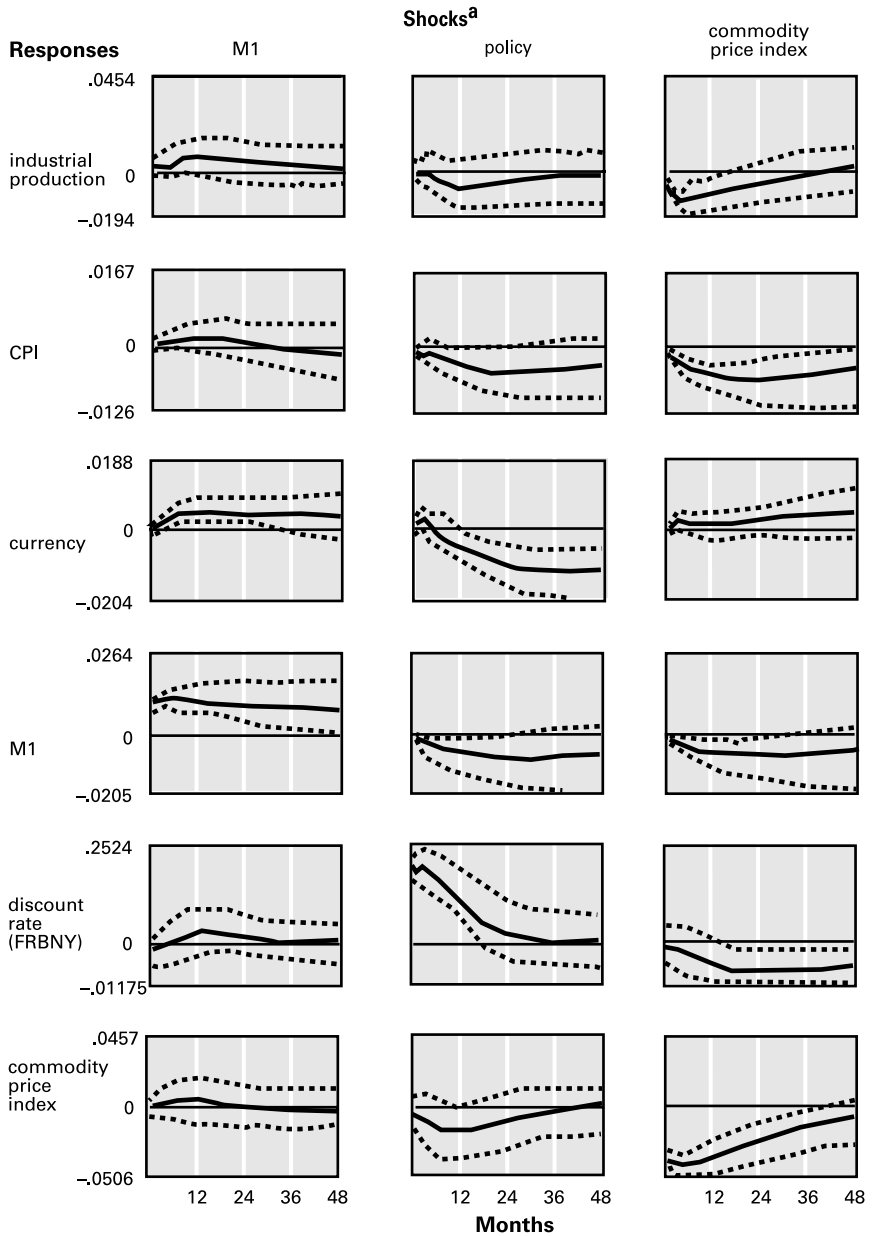 Shocksa
Responses M1 policy commodity
price index
.0454
industrial
production
0
–.0194
.0167
CPI
0
–.0126
.0188
currency
0
–.0204
.0264
M1
0
–.0205
.2524
discount
rate
(FRBNY)
0
–.01175
.0457
commodity
price
index
0
–.0506
12 24 36 48 12 24 36 48 12 24 36 48
Months